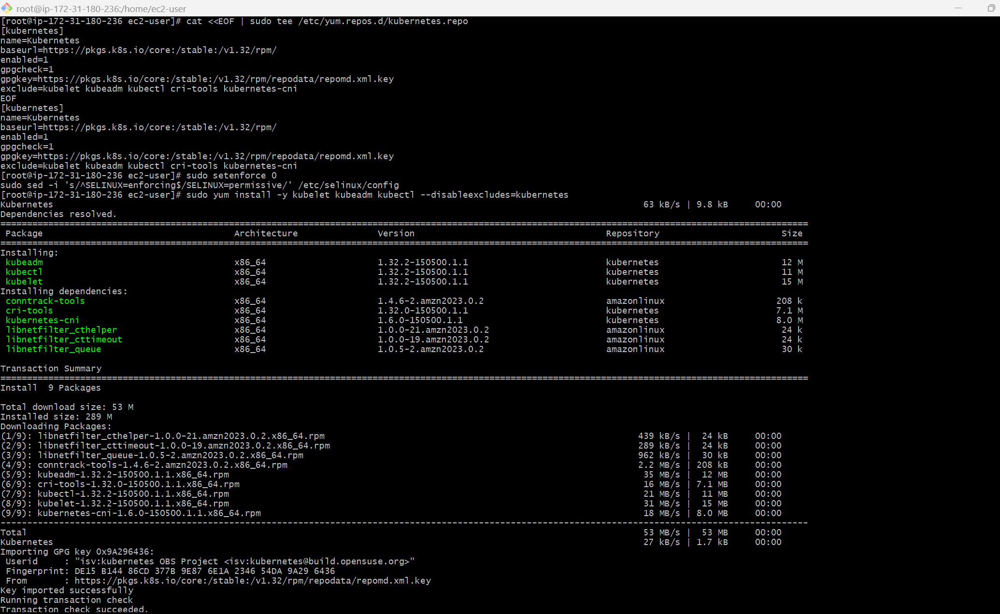 root@ip-172-31-180-236:/home/ec2-user
[root@ip-172-31-180-236 ec2-user]# cat <<EOF | sudo tee /etc/yum.repos.d/kubernetes.repo
[kubernetes]
name=Kubernetes
baseurl=https://pkgs.k8s.io/core:/stable:/v1.32/rpm/
enabled=1
gpgcheck=1
gpgkey=https://pkgs.k8s.io/core:/stable:/v1.32/rpm/repodata/repomd.xml.key
exclude=kubelet kubeadm kubectl cri-tools kubernetes-cni
EOF
[kubernetes]
name=Kubernetes
baseurl=https://pkgs.k8s.io/core:/stable:/v1.32/rpm/
enabled=1
gpgcheck=1
gpgkey=https://pkgs.k8s.io/core:/stable:/v1.32/rpm/repodata/repomd.xml.key
exclude=kubelet kubeadm kubectl cri-tools kubernetes-cni
[root@ip-172-31-180-236 ec2-user]# sudo setenforce 0
sudo sed -i 's/^SELINUX=enforcing$/SELINUX=permissive/' /etc/selinux/config
[root@ip-172-31-180-236 ec2-user]# sudo yum install -y kubelet kubeadm kubectl --disableexcludes=kubernetes
Kubernetes 63 kB/s | 9.8 kB 00:00
Dependencies resolved.
Package Architecture Version Repository Size
Installing:
kubeadm x86_64 1.32.2-150500.1.1 kubernetes 12 M
kubectl x86_64 1.32.2-150500.1.1 kubernetes 11 M
kubelet x86_64 1.32.2-150500.1.1 kubernetes 15 M
Installing dependencies:
conntrack-tools x86_64 1.4.6-2.amzn2023.0.2 amazonlinux 208 k
cri-tools x86_64 1.32.0-150500.1.1 kubernetes 7.1 M
kubernetes-cni x86_64 1.6.0-150500.1.1 kubernetes 8.0 M
libnetfilter_cthelper x86_64 1.0.0-21.amzn2023.0.2 amazonlinux 24 k
libnetfilter_cttimeout x86_64 1.0.0-19.amzn2023.0.2 amazonlinux 24 k
libnetfilter_queue x86_64 1.0.5-2.amzn2023.0.2 amazonlinux 30 k
Transaction Summary
Install 9 Packages
Total download size: 53 M
Installed size: 289 M
Downloading Packages:
(1/9): libnetfilter_cthelper-1.0.0-21.amzn2023.0.2.x86_64.rpm 439 kB/s | 24 kB 00:00
(2/9): libnetfilter_cttimeout-1.0.0-19.amzn2023.0.2.x86_64.rpm 289 kB/s | 24 kB 00:00
(3/9): libnetfilter_queue-1.0.5-2.amzn2023.0.2.x86_64.rpm 962 kB/s | 30 kB 00:00
(4/9): conntrack-tools-1.4.6-2.amzn2023.0.2.x86_64.rpm 2.2 MB/s | 208 kB 00:00
(5/9): kubeadm-1.32.2-150500.1.1.x86_64.rpm 35 MB/s | 12 MB 00:00
(6/9): cri-tools-1.32.0-150500.1.1.x86_64.rpm 16 MB/s | 7.1 MB 00:00
(7/9): kubectl-1.32.2-150500.1.1.x86_64.rpm 21 MB/s | 11 MB 00:00
(8/9): kubelet-1.32.2-150500.1.1.x86_64.rpm 31 MB/s | 15 MB 00:00
(9/9): kubernetes-cni-1.6.0-150500.1.1.x86_64.rpm 18 MB/s | 8.0 MB 00:00
Total 53 MB/s | 53 MB 00:00
Kubernetes 27 kB/s | 1.7 kB 00:00
Importing GPG key 0x9A296436:
Userid : "isv:kubernetes OBS Project <isv:kubernetes@build.opensuse.org>"
Fingerprint: DE15 B144 86CD 377B 9E87 6E1A 2346 54DA 9A29 6436
From : https://pkgs.k8s.io/core:/stable:/v1.32/rpm/repodata/repomd.xml.key
Key imported successfully
Running transaction check
Transaction check succeeded.